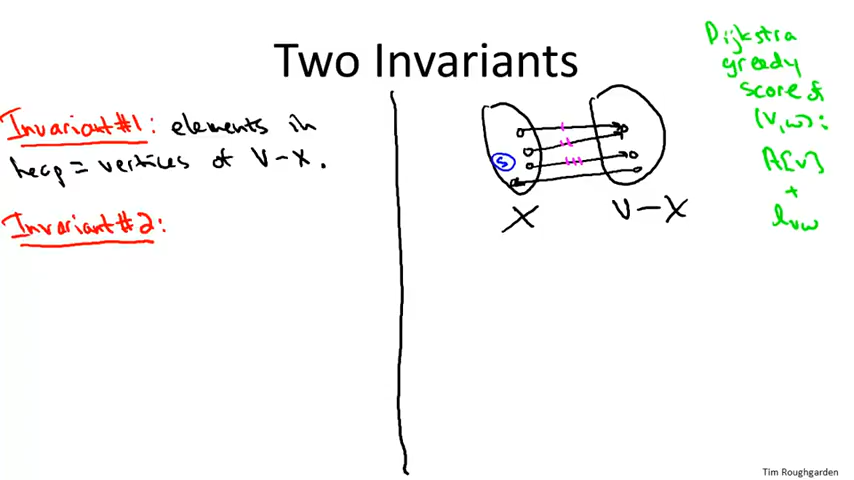 Two Invariants
Invariant #1: elements in
heap = vertices of V-X.
Invariant #2:
S
X
V-X
Dijkstra
greedy
score of
(v,w):
A[v]
+
lvw
Tim Roughgarden